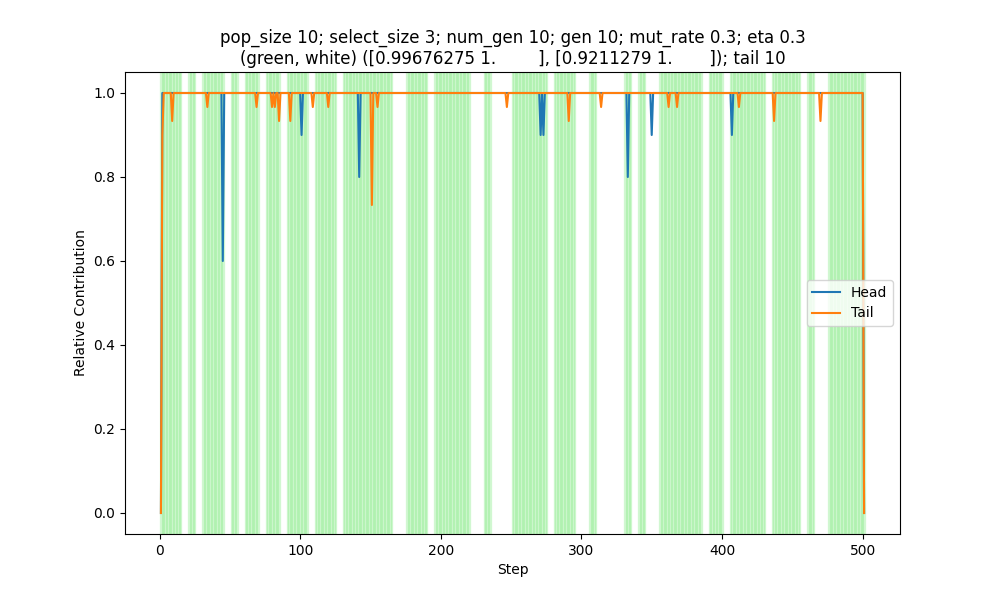 pop_size 10; select_size 3; num_gen 10; gen 10; mut_rate 0.3; eta 0.3
(green, white) ([0.99676275 1.        ], [0.9211279 1.        ]); tail 10
1.0
0.8
0.6
0.4
0.2
0.0
Relative Contribution
Head
Tail
0 100 200 300 400 500
Step